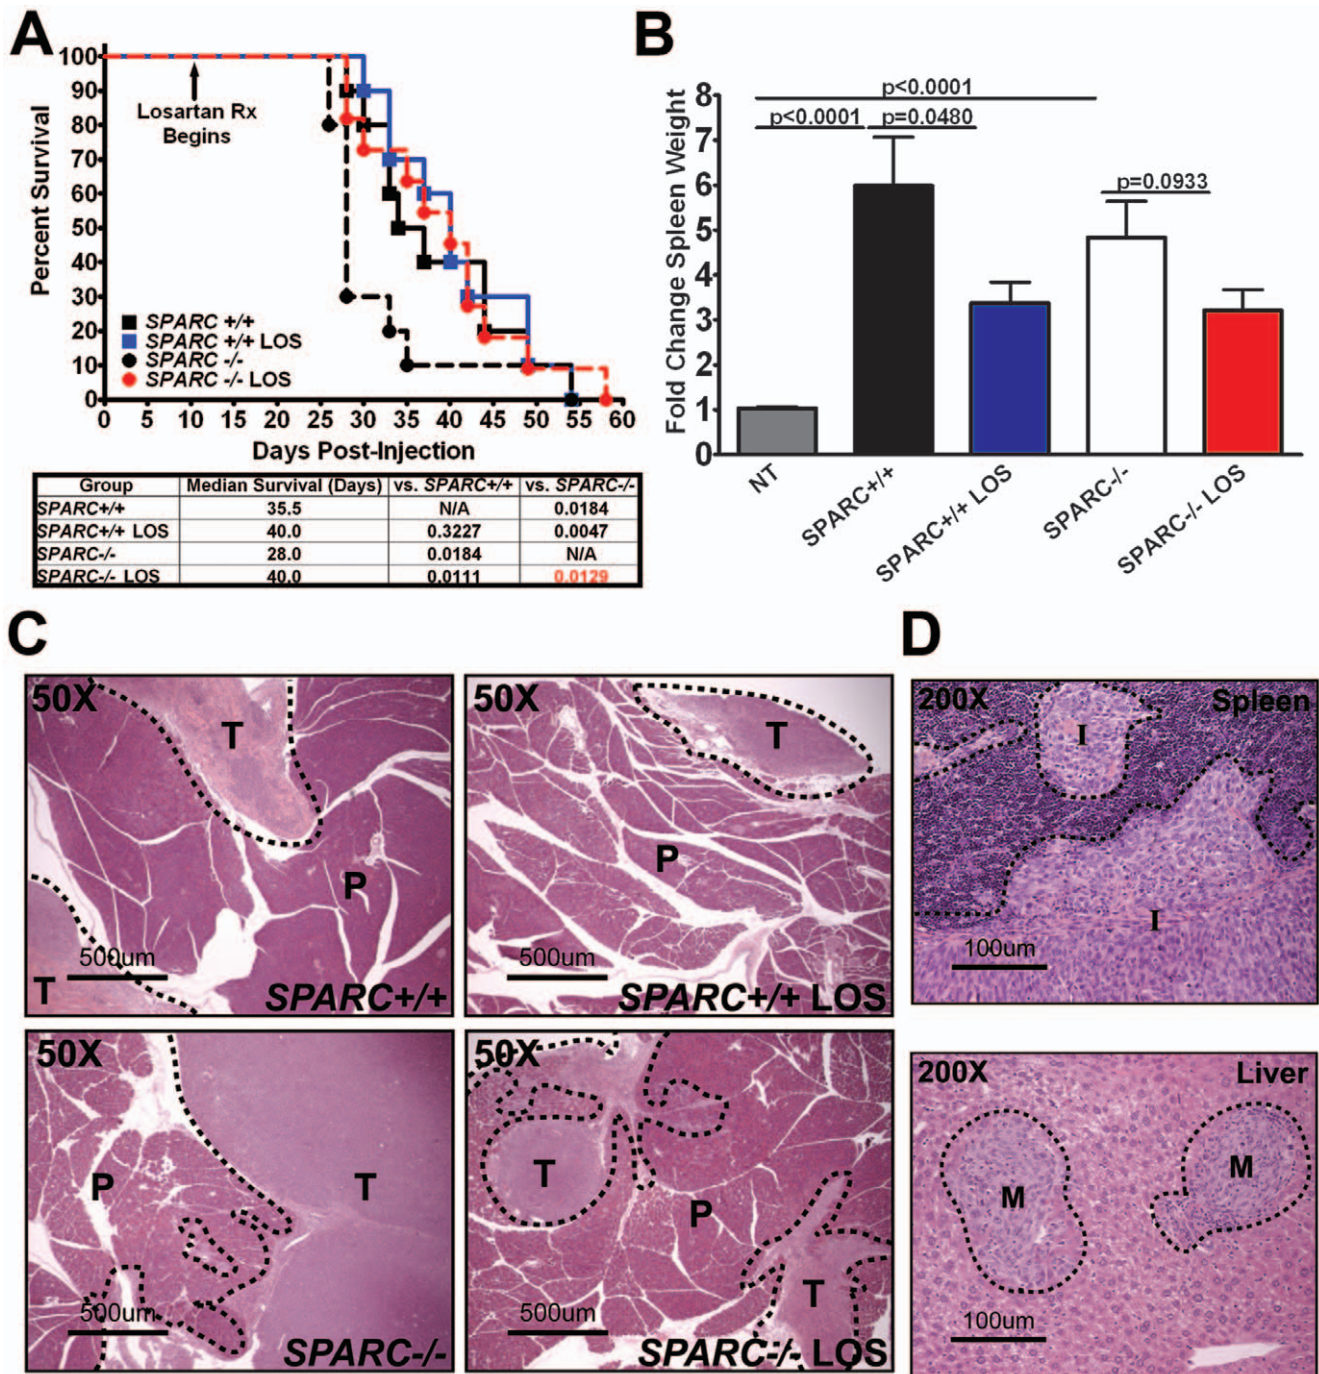 A
Percent Survival
100
90
80
70
60
50
40
30
20
10
0
Losartan Rx
Begins
SPARC +/+
SPARC +/+ LOS
SPARC -/-
SPARC -/- LOS
0 5 10 15 20 25 30 35 40 45 50 55 60
Days Post-Injection
Group Median Survival (Days) vs. SPARC+/+ vs. SPARC-/-
SPARC+/+ 35.5 N/A 0.0184
SPARC+/+ LOS 40.0 0.3227 0.0047
SPARC-/- 28.0 0.0184 N/A
SPARC-/- LOS 40.0 0.0111 0.0129
B
Fold Change Spleen Weight
8
7
6
5
4
3
2
1
0
p<0.0001
p<0.0001 p=0.0480
p=0.0933
NT
SPARC+/+
SPARC+/+ LOS
SPARC-/-
SPARC-/- LOS
C
50X
T
P
T
500um
SPARC+/+
50X
T
P
500um
SPARC+/+ LOS
50X
P
T
500um
SPARC-/-
50X
T
P
T
500um
SPARC-/- LOS
D
200X Spleen
I
I
100um
200X Liver
M
M
100um